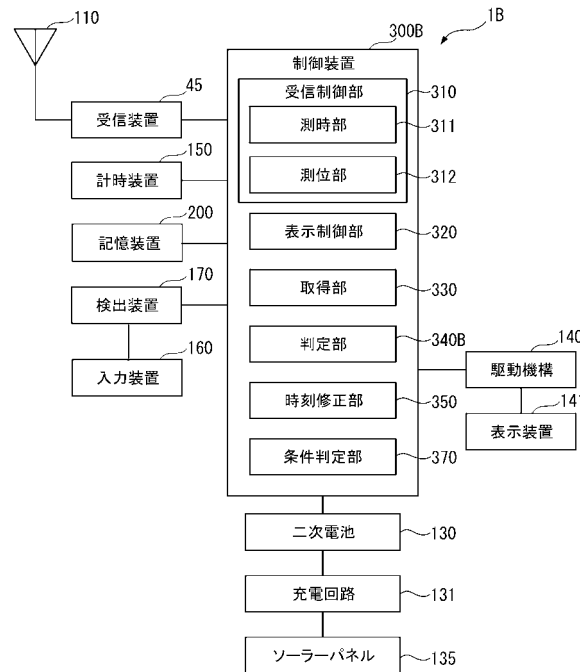 110
300B
1B
制御装置
45
受信装置
受信制御部
310
測時部
311
150
計時装置
測位部
312
200
記憶装置
表示制御部
320
170
検出装置
取得部
330
160
入力装置
判定部
340B
140
駆動機構
時刻修正部
350
141
表示装置
条件判定部
370
二次電池
130
充電回路
131
ソーラーパネル
135